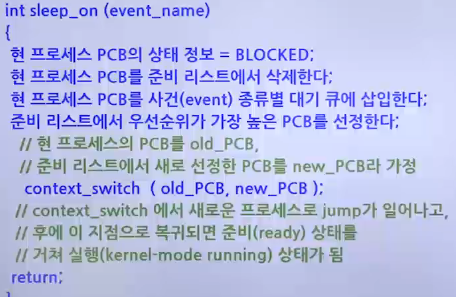 int sleep_on (event_name)
{
현 프로세스 PCB의 상태 정보 = BLOCKED;
현 프로세스 PCB를 준비 리스트에서 삭제한다;
현 프로세스 PCB를 사건(event) 종류별 대기 큐에 삽입한다;
준비 리스트에서 우선순위가 가장 높은 PCB를 선정한다;
// 현 프로세스의 PCB를 old_PCB,
// 준비 리스트에서 새로 선정한 PCB를 new_PCB라 가정
context_switch ( old_PCB, new_PCB );
// context_switch 에서 새로운 프로세스로 jump가 일어나고,
// 후에 이 지점으로 복귀되면 준비(ready) 상태를
// 거쳐 실행(kernel-mode running) 상태가 됨
return;
}